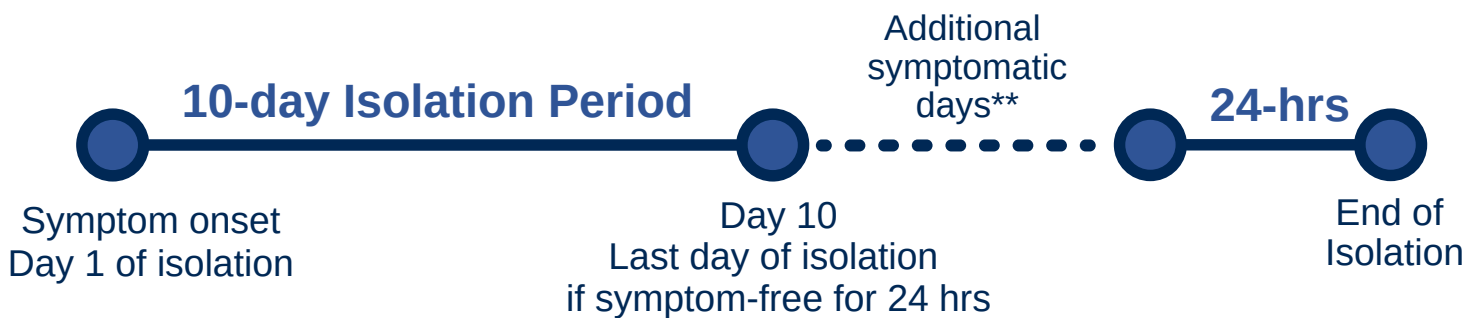 Additional
symptomatic
days**
10-day Isolation Period
24-hrs
Symptom onset
Day 1 of isolation
Day 10
Last day of isolation
if symptom-free for 24 hrs
End of
Isolation